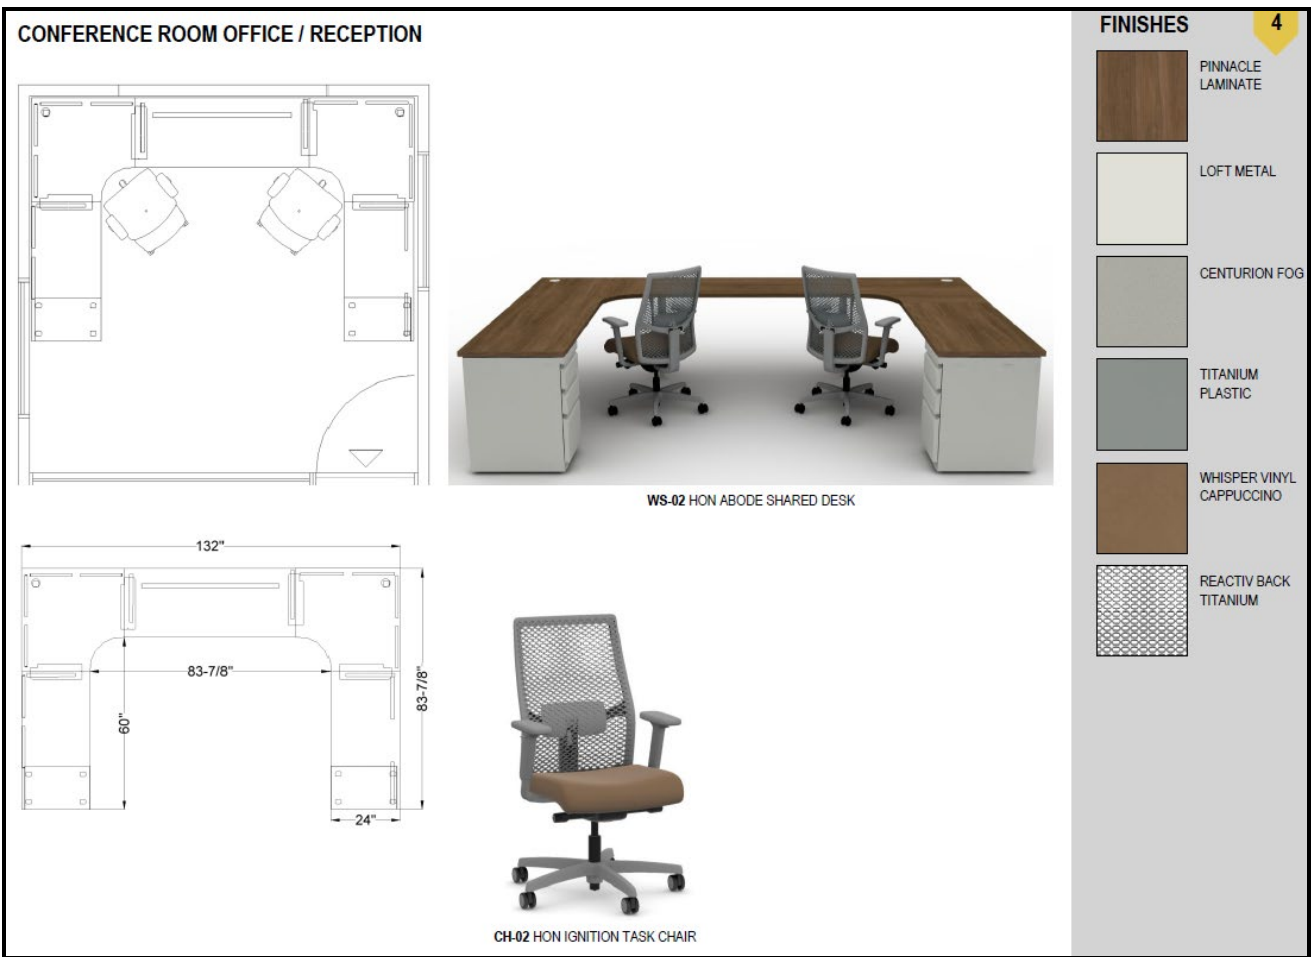 CONFERENCE ROOM OFFICE / RECEPTION
WS-02 HON ABODE SHARED DESK
132"
83-7/8"
60"
83-7/8"
24"
CH-02 HON IGNITION TASK CHAIR
FINISHES
4
PINNACLE
LAMINATE
LOFT METAL
CENTURION FOG
TITANIUM
PLASTIC
WHISPER VINYL
CAPPUCCINO
REACTIV BACK
TITANIUM